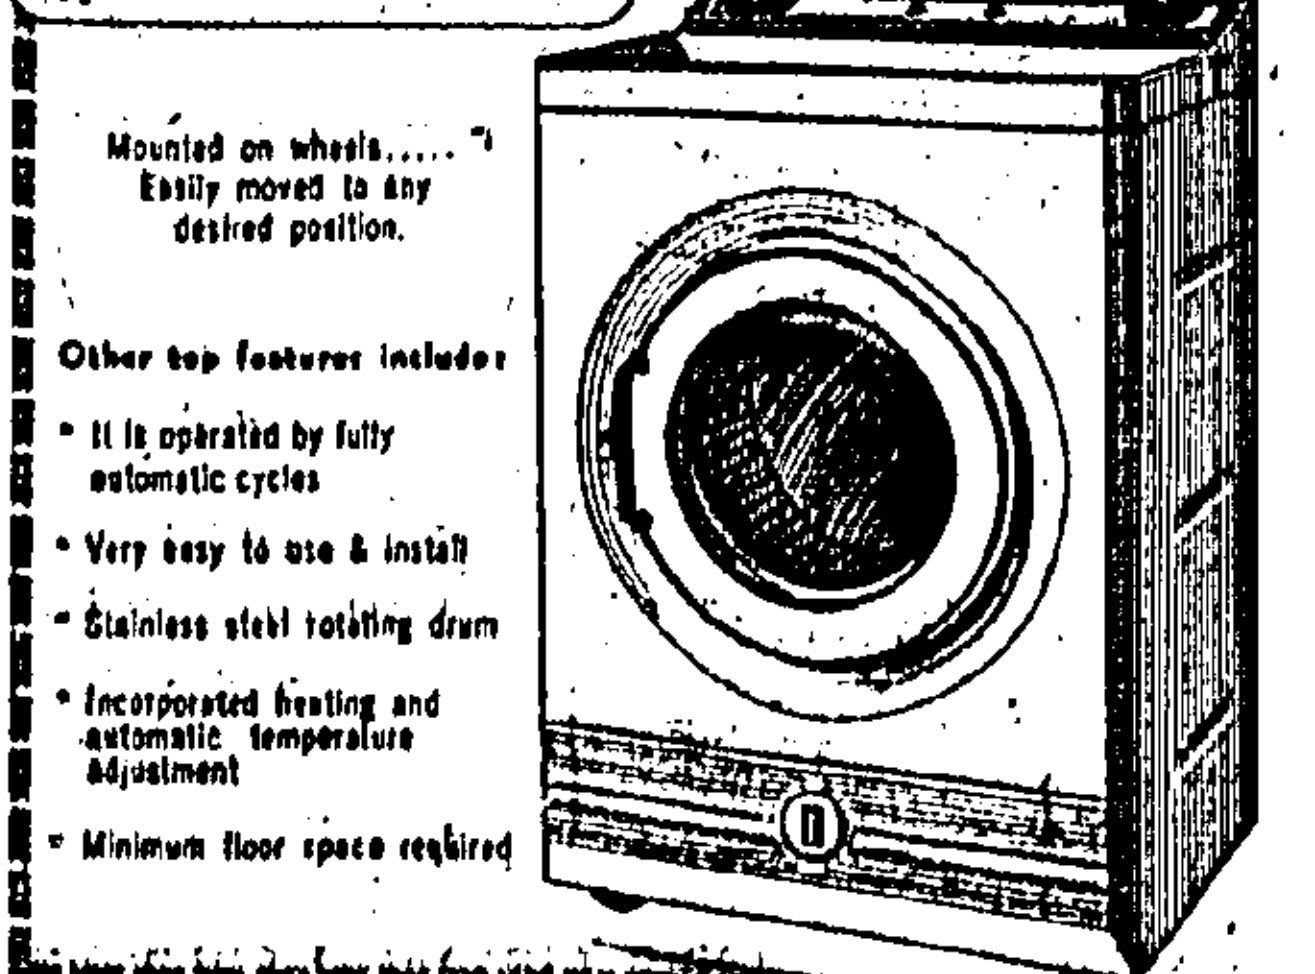 Mounted on wheels.....
Easily moved to any
desired position.
Other top features include:
• It is operated by fully
automatic cycles
• Very easy to use & install
• Stainless steel rotating drum
• Incorporated heating and
automatic temperature
adjustment
• Minimum floor space required